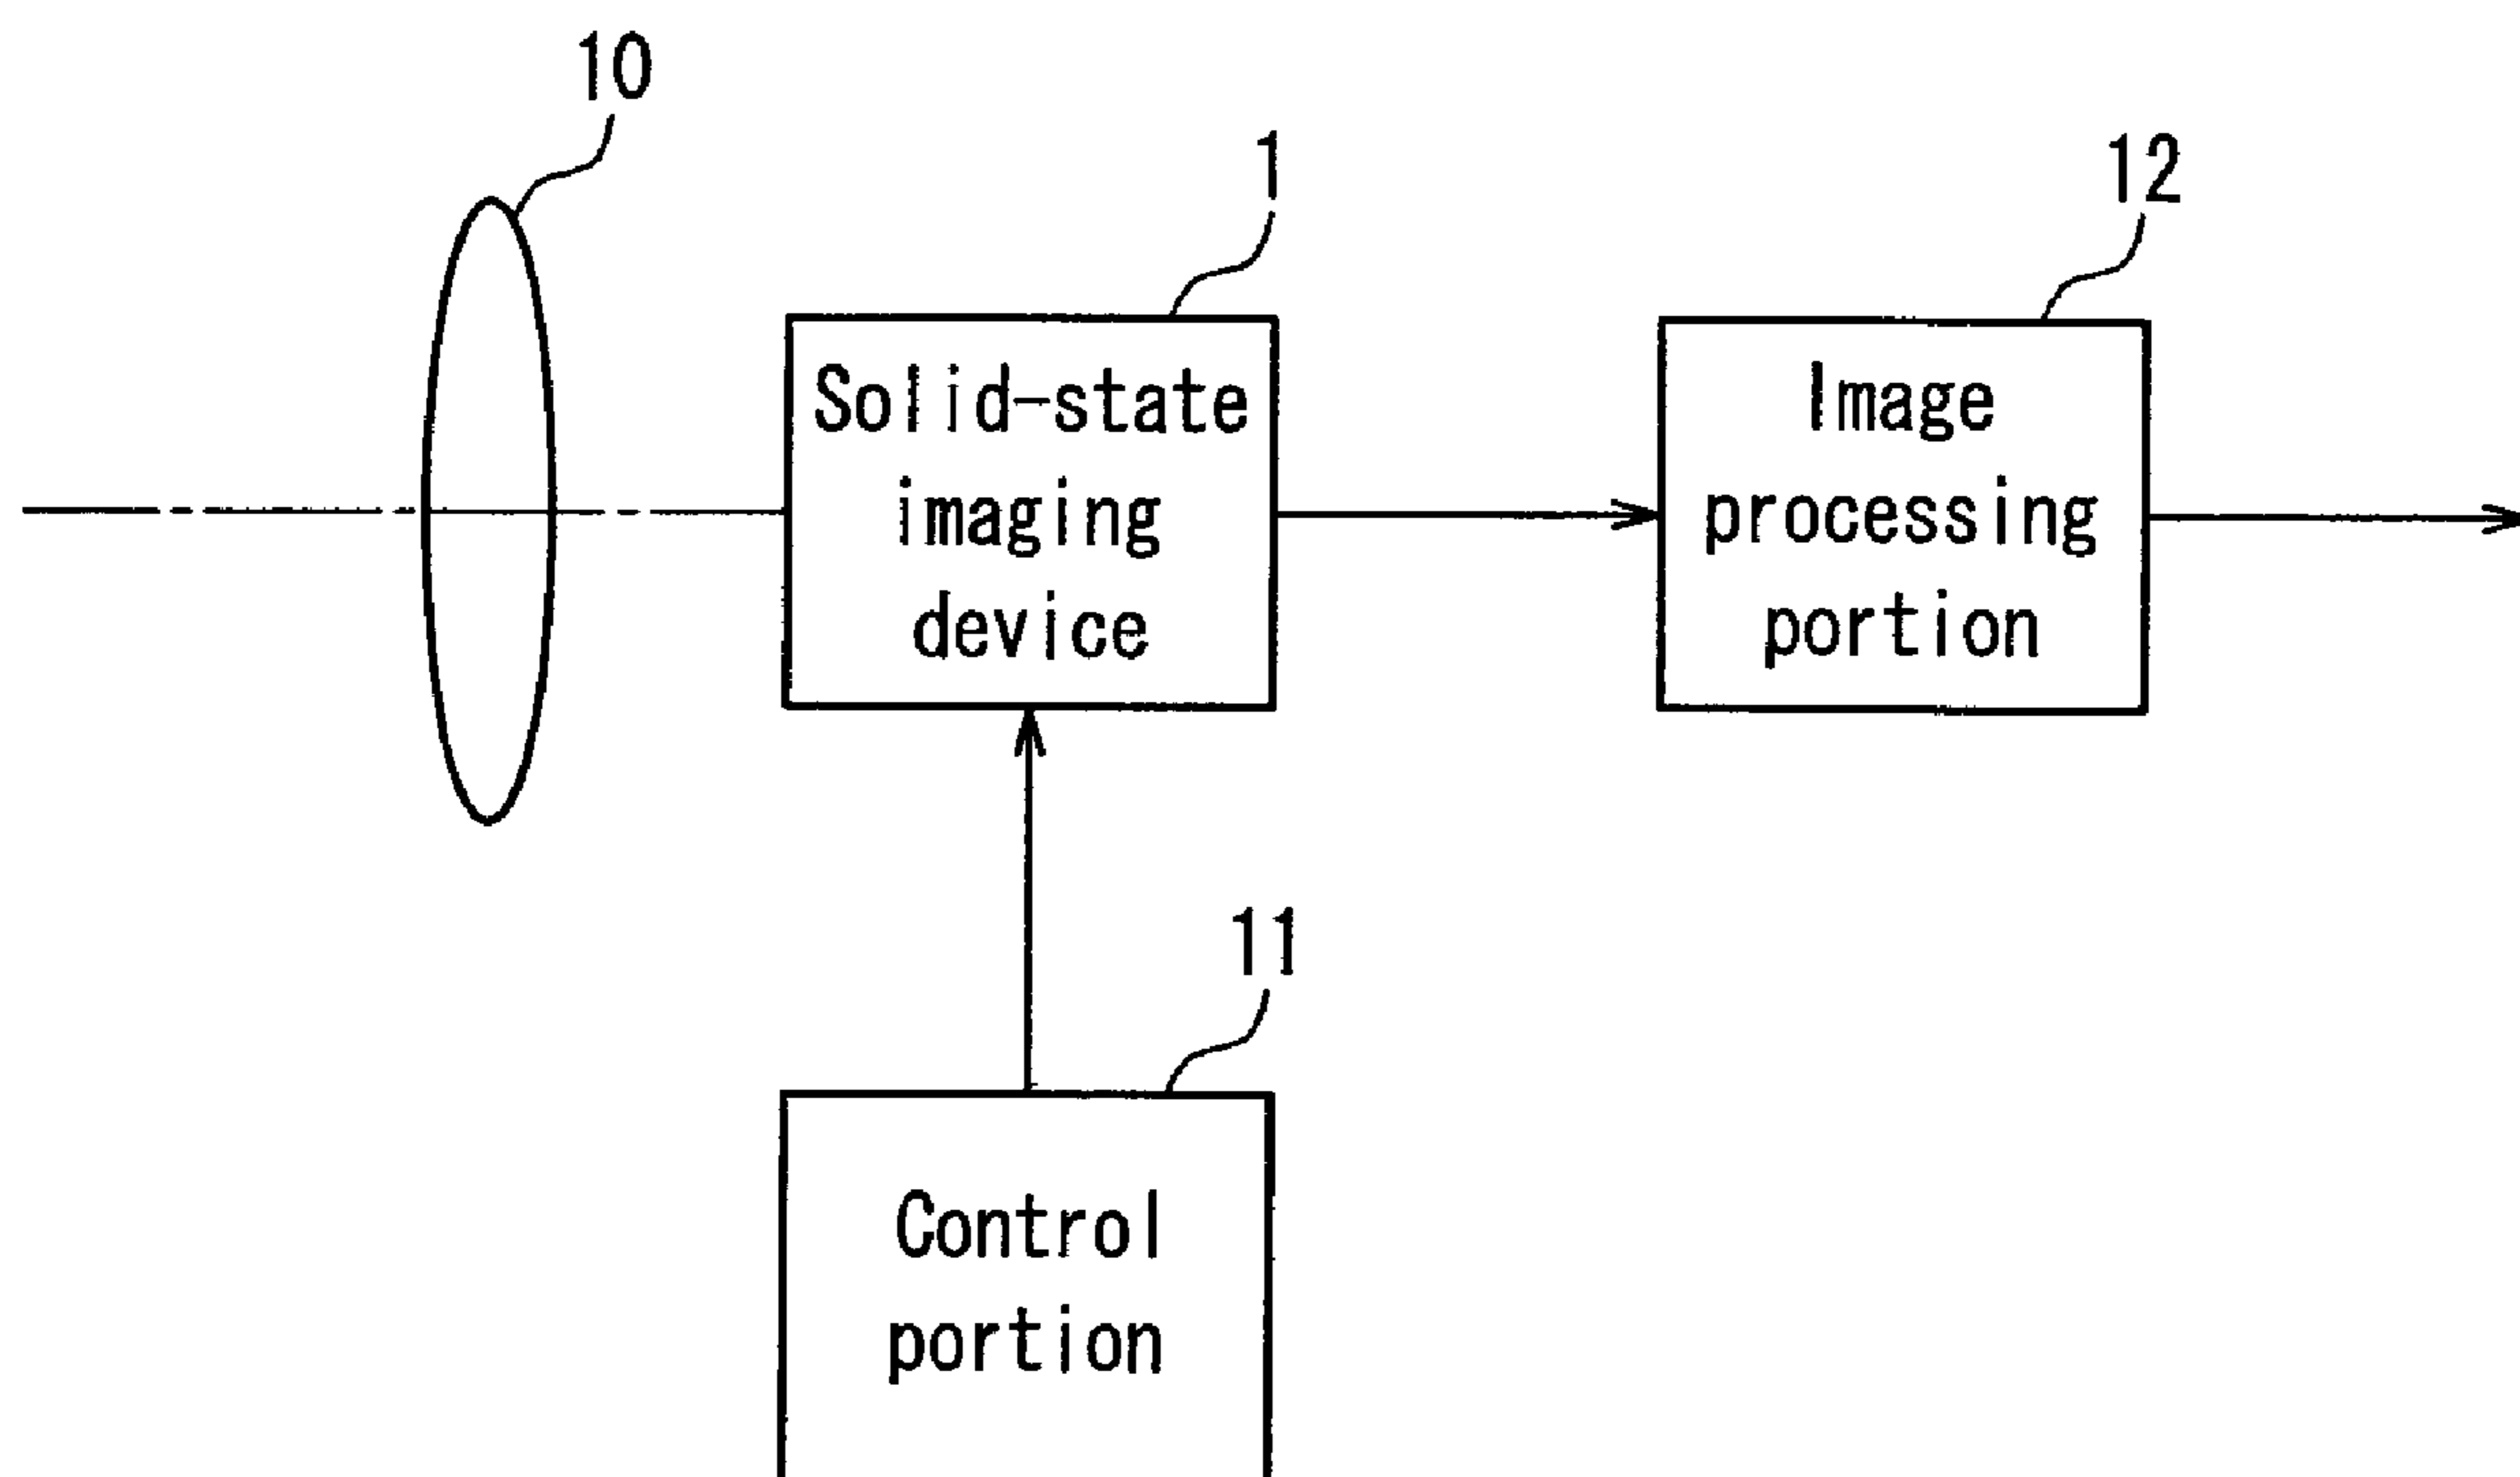 10
1
12
Solid-state
imaging
device
Image
processing
portion
11
Control
portion